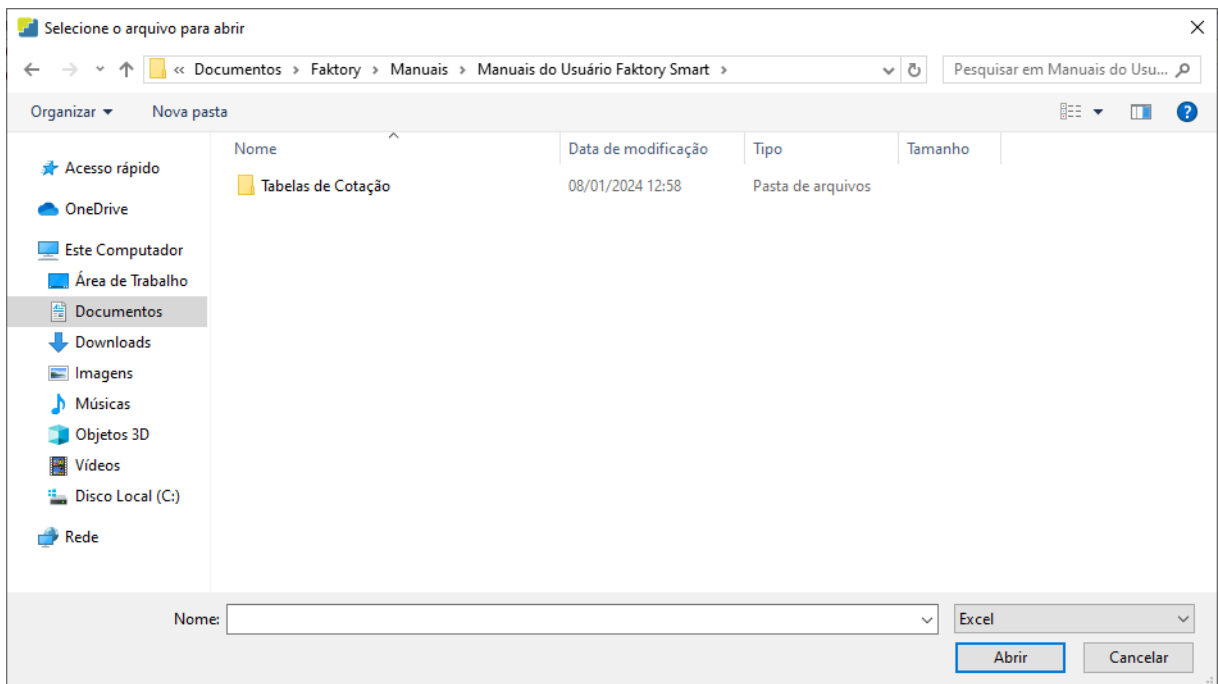 Selecione o arquivo para abrir
« Documentos > Faktory > Manuais > Manuais do Usuário Faktory Smart >
Pesquisar em Manuais do Usu...
Organizar Nova pasta
Nome Data de modificação Tipo Tamanho
Tabelas de Cotação 08/01/2024 12:58 Pasta de arquivos
Acesso rápido
OneDrive
Este Computador
Área de Trabalho
Documentos
Downloads
Imagens
Músicas
Objetos 3D
Vídeos
Disco Local (C:)
Rede
Nome: Excel
Abrir Cancelar